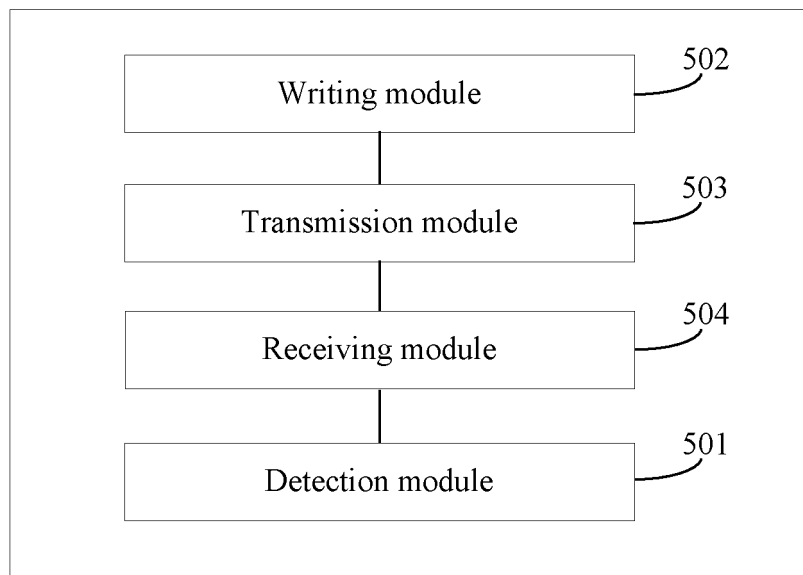 502
Writing module
503
Transmission module
504
Receiving module
501
Detection module